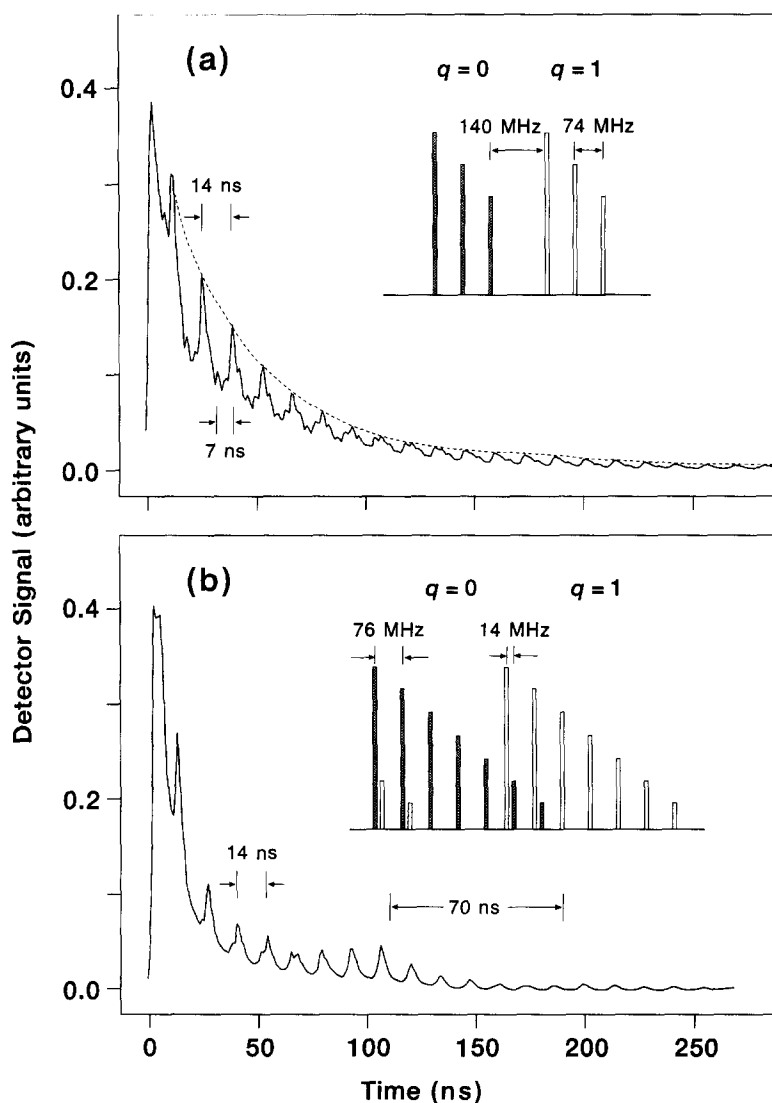 Detector Signal (arbitrary units)
(a)
q = 0 q = 1
140 MHz 74 MHz
14 ns
7 ns
0.4
0.2
0.0
(b)
q = 0 q = 1
76 MHz 14 MHz
14 ns
70 ns
0.4
0.2
0.0
0 50 100 150 200 250
Time (ns)